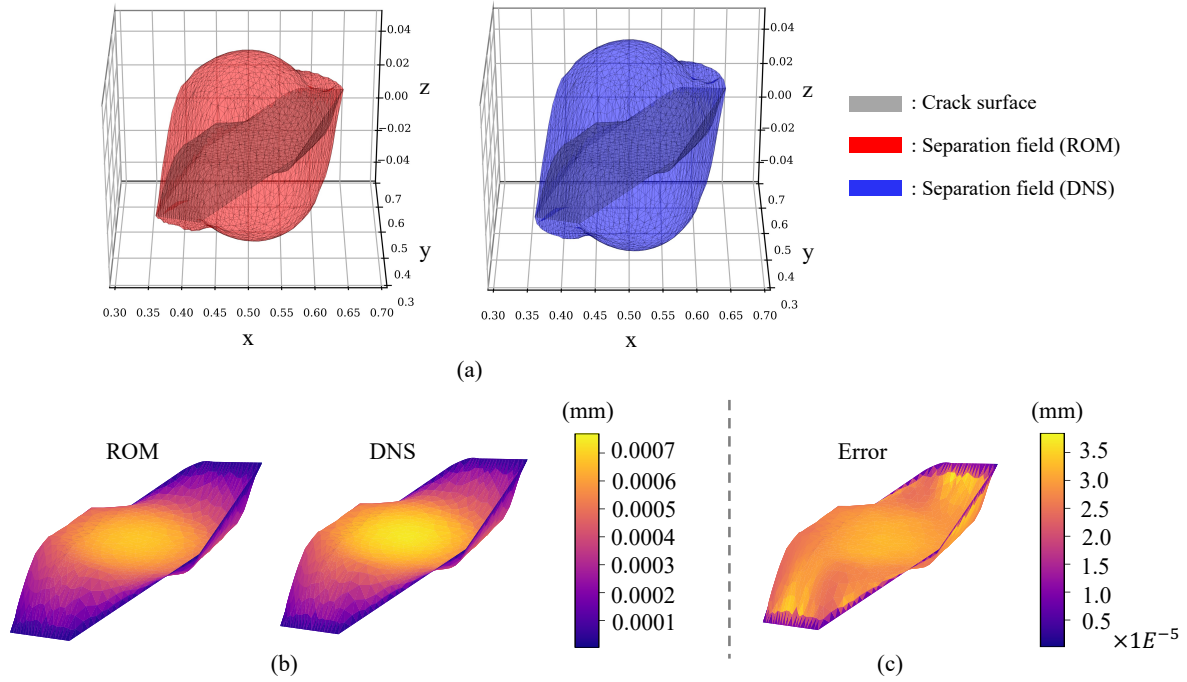 0.04
0.02
0.00
−0.02
−0.04
z
0.7
0.6
0.5
0.4
0.3
y
0.30 0.35 0.40 0.45 0.50 0.55 0.60 0.65 0.70
x
0.04
0.02
0.00
−0.02
−0.04
z
0.7
0.6
0.5
0.4
0.3
y
0.30 0.35 0.40 0.45 0.50 0.55 0.60 0.65 0.70
x
: Crack surface
: Separation field (ROM)
: Separation field (DNS)
(a)
ROM
DNS
(mm)
0.0007
0.0006
0.0005
0.0004
0.0003
0.0002
0.0001
(b)
Error
(mm)
3.5
3.0
2.5
2.0
1.5
1.0
0.5
×1E⁻⁵
(c)